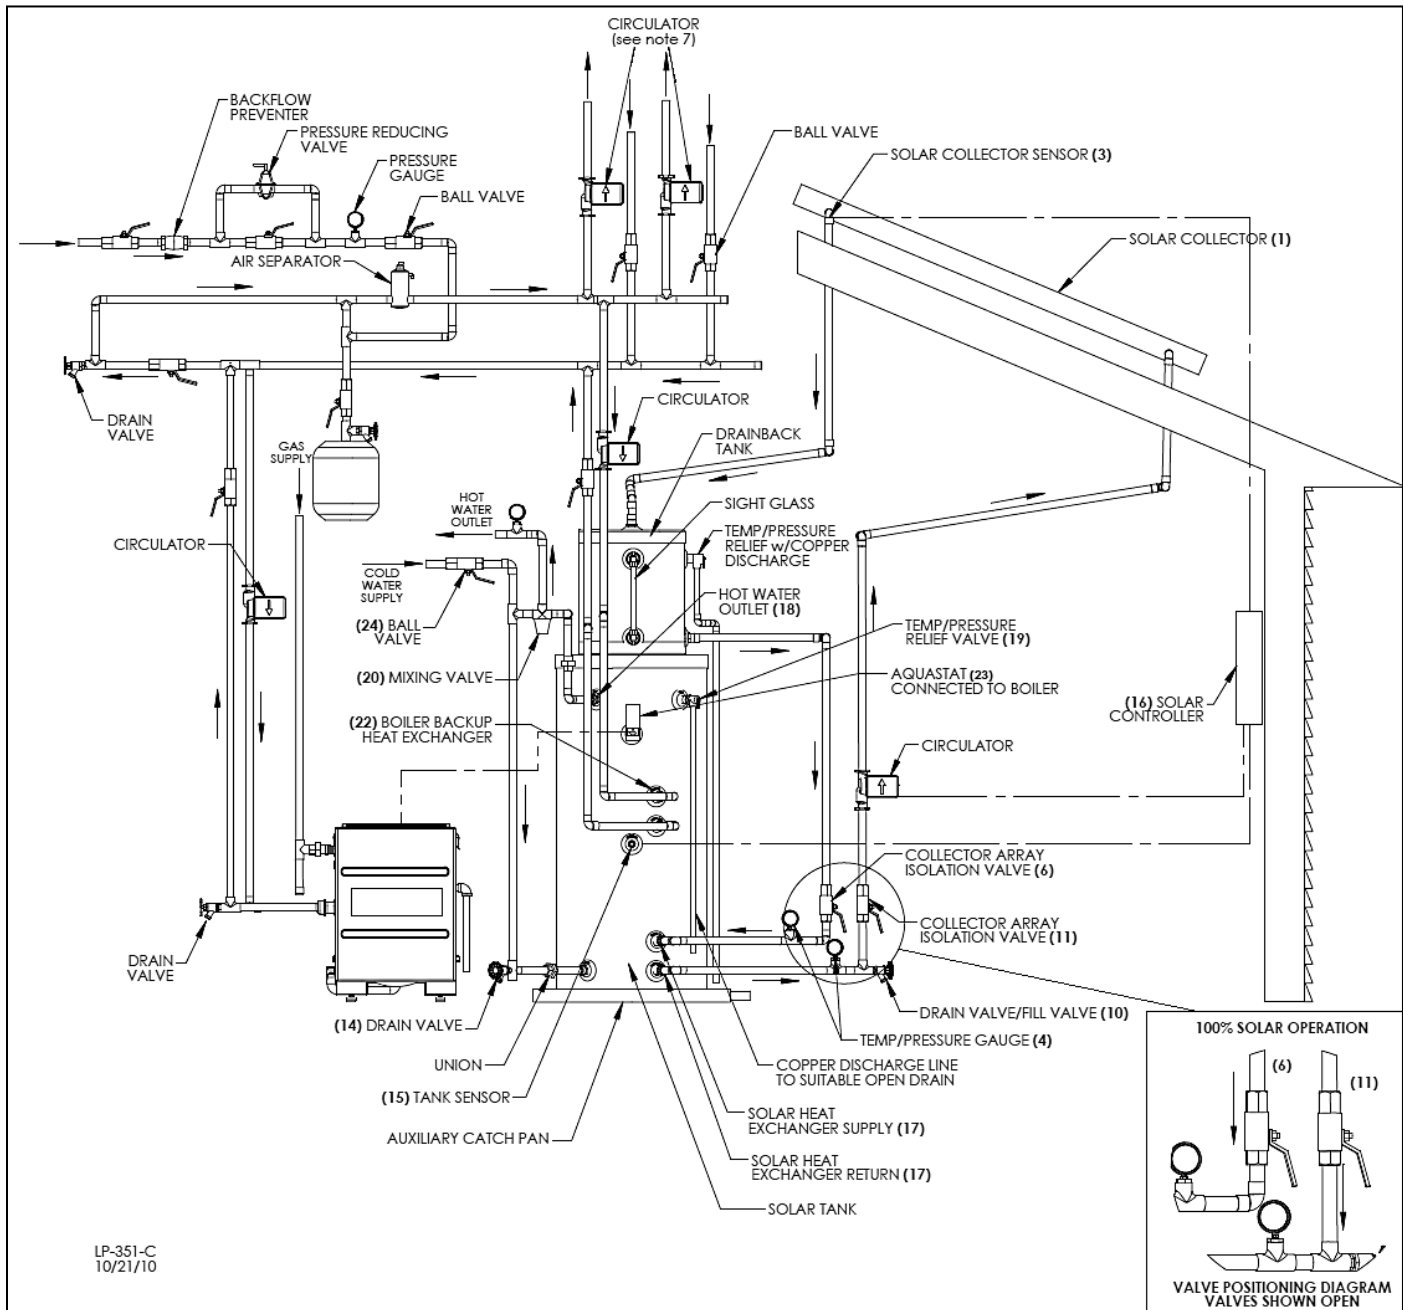 CIRCULATOR
(see note 7)
BACKFLOW
PREVENTER
PRESSURE REDUCING
VALVE
PRESSURE
GAUGE
BALL VALVE
BALL VALVE
SOLAR COLLECTOR SENSOR (3)
SOLAR COLLECTOR (1)
AIR SEPARATOR
DRAIN
VALVE
GAS
SUPPLY
CIRCULATOR
DRAINBACK
TANK
HOT
WATER
OUTLET
SIGHT GLASS
TEMP/PRESSURE
RELIEF w/COPPER
DISCHARGE
CIRCULATOR
COLD
WATER
SUPPLY
HOT WATER
OUTLET (18)
(24) BALL
VALVE
TEMP/PRESSURE
RELIEF VALVE (19)
(20) MIXING VALVE
AQUASTAT (23)
CONNECTED TO BOILER
(16) SOLAR
CONTROLLER
(22) BOILER BACKUP
HEAT EXCHANGER
CIRCULATOR
COLLECTOR ARRAY
ISOLATION VALVE (6)
COLLECTOR ARRAY
ISOLATION VALVE (11)
DRAIN
VALVE
(14) DRAIN VALVE
DRAIN VALVE/FILL VALVE (10)
TEMP/PRESSURE GAUGE (4)
UNION
COPPER DISCHARGE LINE
TO SUITABLE OPEN DRAIN
(15) TANK SENSOR
SOLAR HEAT
EXCHANGER SUPPLY (17)
AUXILIARY CATCH PAN
SOLAR HEAT
EXCHANGER RETURN (17)
SOLAR TANK
100% SOLAR OPERATION
(6)
(11)
VALVE POSITIONING DIAGRAM
VALVES SHOWN OPEN
LP-351-C
10/21/10